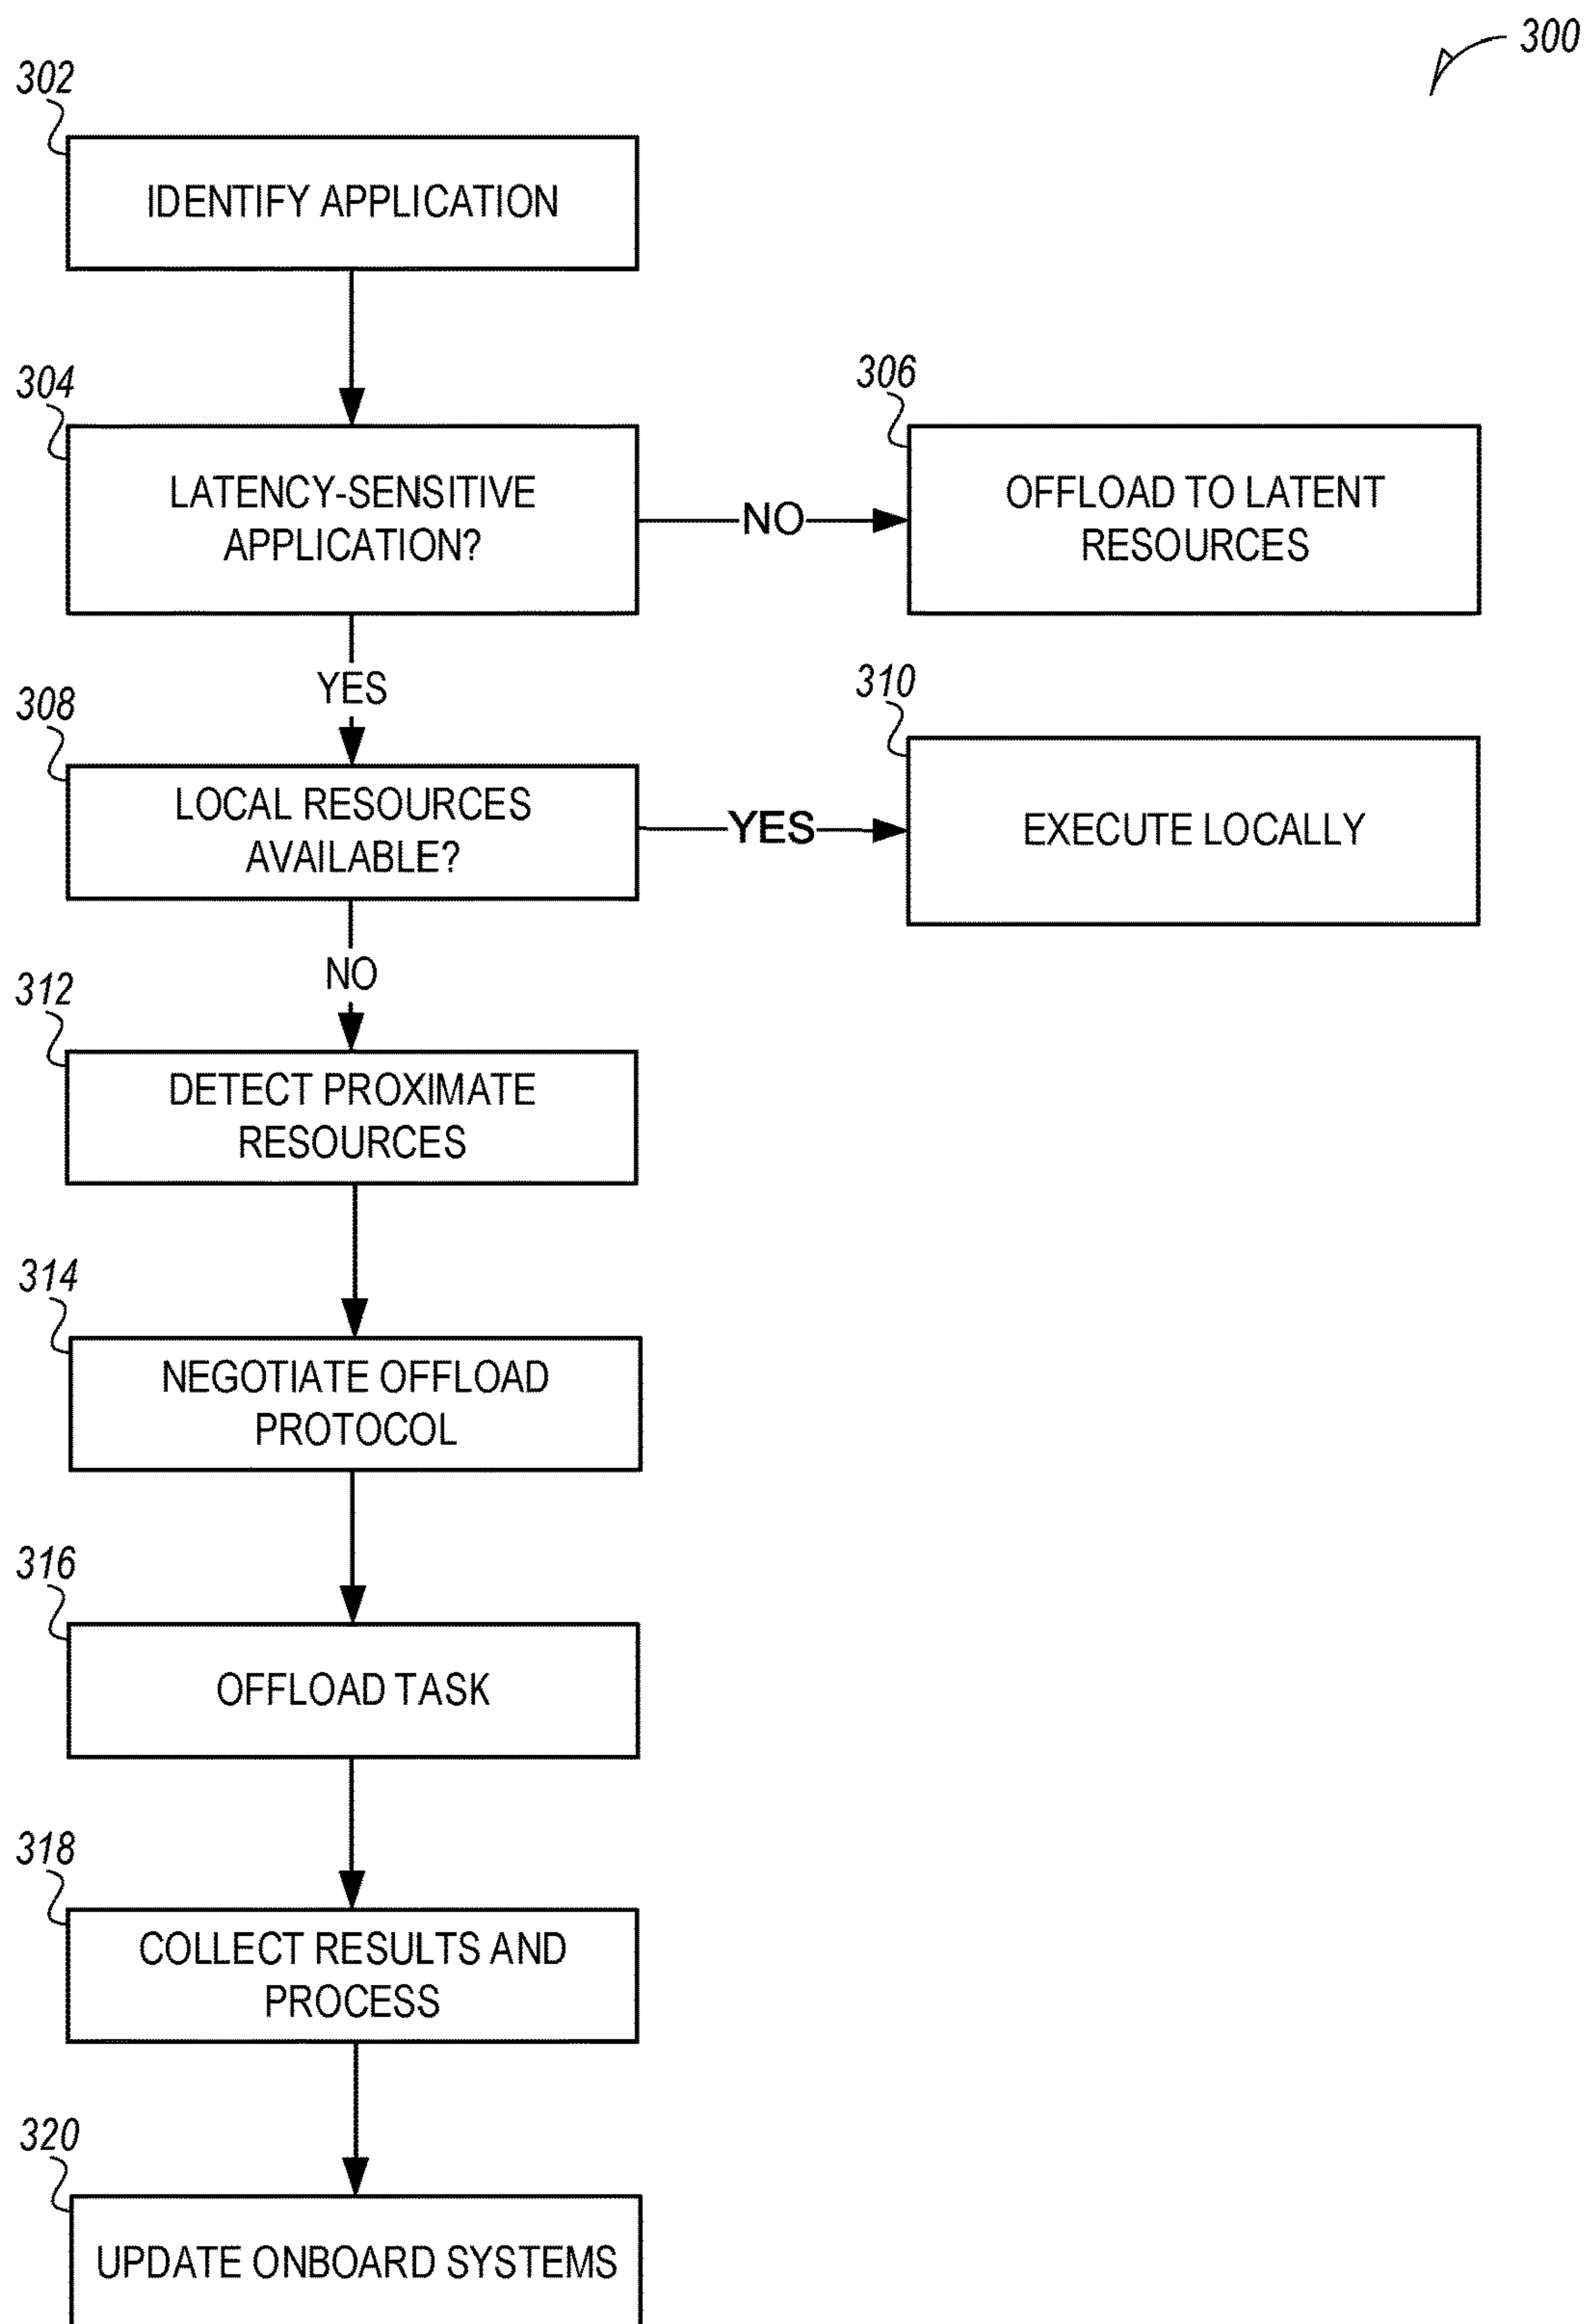 300
302
IDENTIFY APPLICATION
304
LATENCY-SENSITIVE
APPLICATION?
NO
306
OFFLOAD TO LATENT
RESOURCES
YES
308
LOCAL RESOURCES
AVAILABLE?
YES
310
EXECUTE LOCALLY
NO
312
DETECT PROXIMATE
RESOURCES
314
NEGOTIATE OFFLOAD
PROTOCOL
316
OFFLOAD TASK
318
COLLECT RESULTS AND
PROCESS
320
UPDATE ONBOARD SYSTEMS